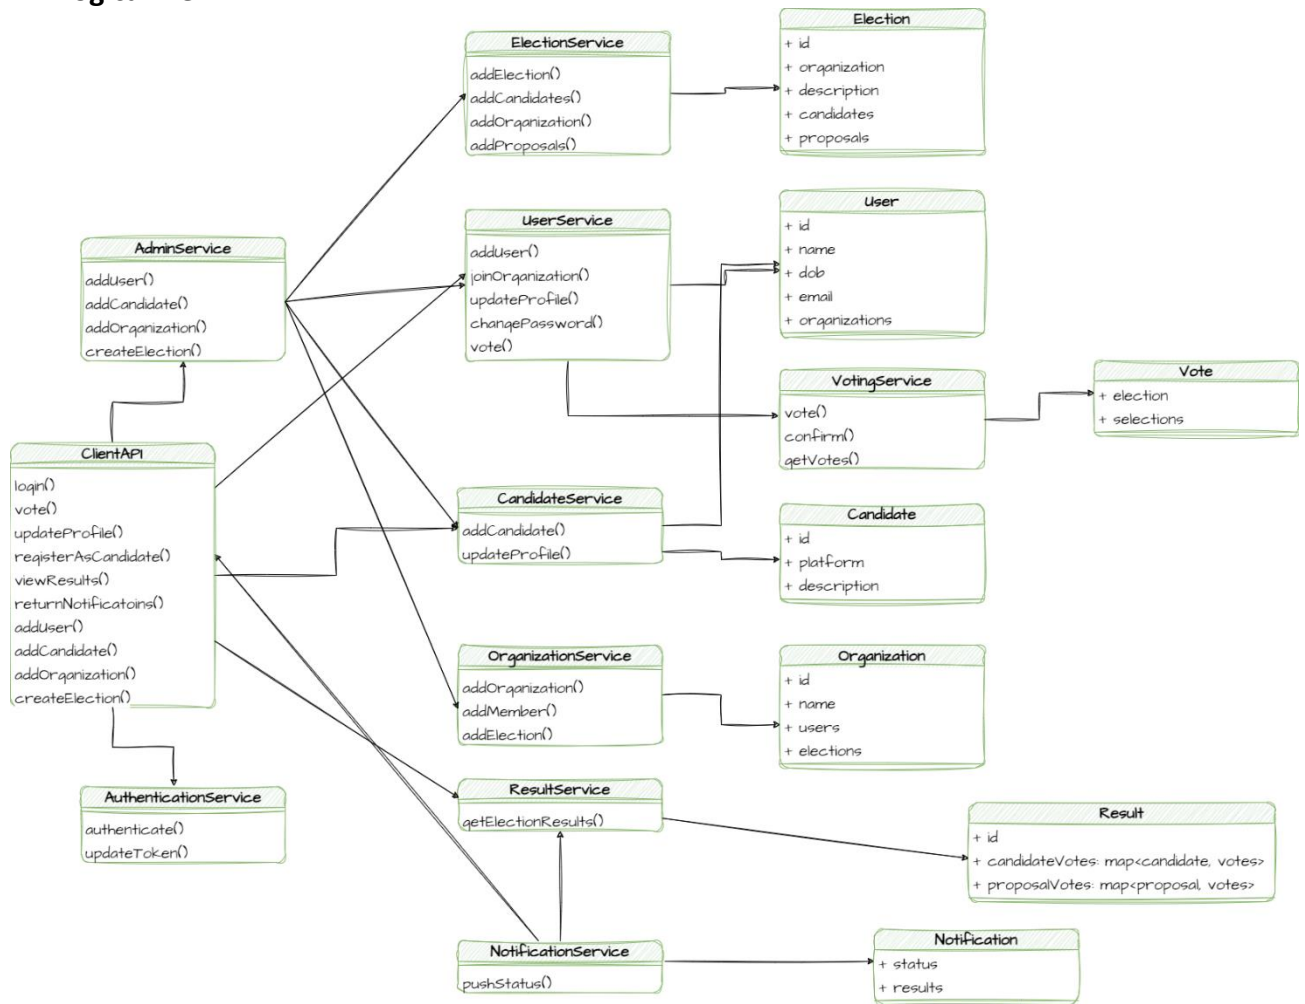 ElectionService
addElection()
addCandidates()
addOrganization()
addProposals()
Election
+ id
+ organization
+ description
+ candidates
+ proposals
AdminService
addUser()
addCandidate()
addOrganization()
createElection()
UserService
addUser()
joinOrganization()
updateProfile()
changePassword()
vote()
User
+ id
+ name
+ dob
+ email
+ organizations
VotingService
vote()
confirm()
getVotes()
Vote
+ election
+ selections
ClientAPI
login()
vote()
updateProfile()
registerAsCandidate()
viewResults()
returnNotificatoins()
addUser()
addCandidate()
addOrganization()
createElection()
CandidateService
addCandidate()
updateProfile()
Candidate
+ id
+ platform
+ description
OrganizationService
addOrganization()
addMember()
addElection()
Organization
+ id
+ name
+ users
+ elections
AuthenticationService
authenticate()
updateToken()
ResultService
getElectionResults()
Result
+ id
+ candidateVotes: map<candidate, votes>
+ proposalVotes: map<proposal, votes>
NotificationService
pushStatus()
Notification
+ status
+ results